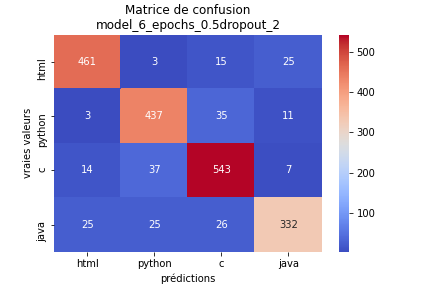 Matrice de confusion
model_6_epochs_0.5dropout_2
vraies valeurs
html
461 3 15 25
python
3 437 35 11
c
14 37 543 7
java
25 25 26 332
html python c java
prédictions
500
400
300
200
100